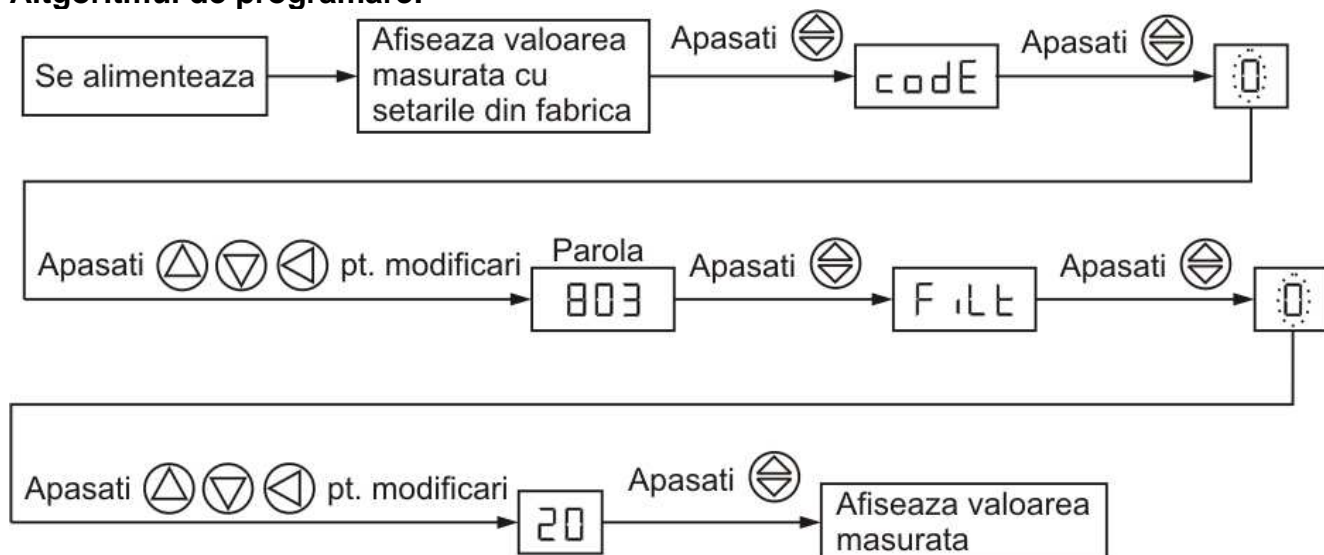 Altgoritmul de programare:
Se alimenteaza
Afiseaza valoarea
masurata cu
setarile din fabrica
Apasati
codE
Apasati
0
Apasati pt. modificari
Parola
803
Apasati
FiLt
Apasati
0
Apasati pt. modificari
20
Apasati
Afiseaza valoarea
masurata